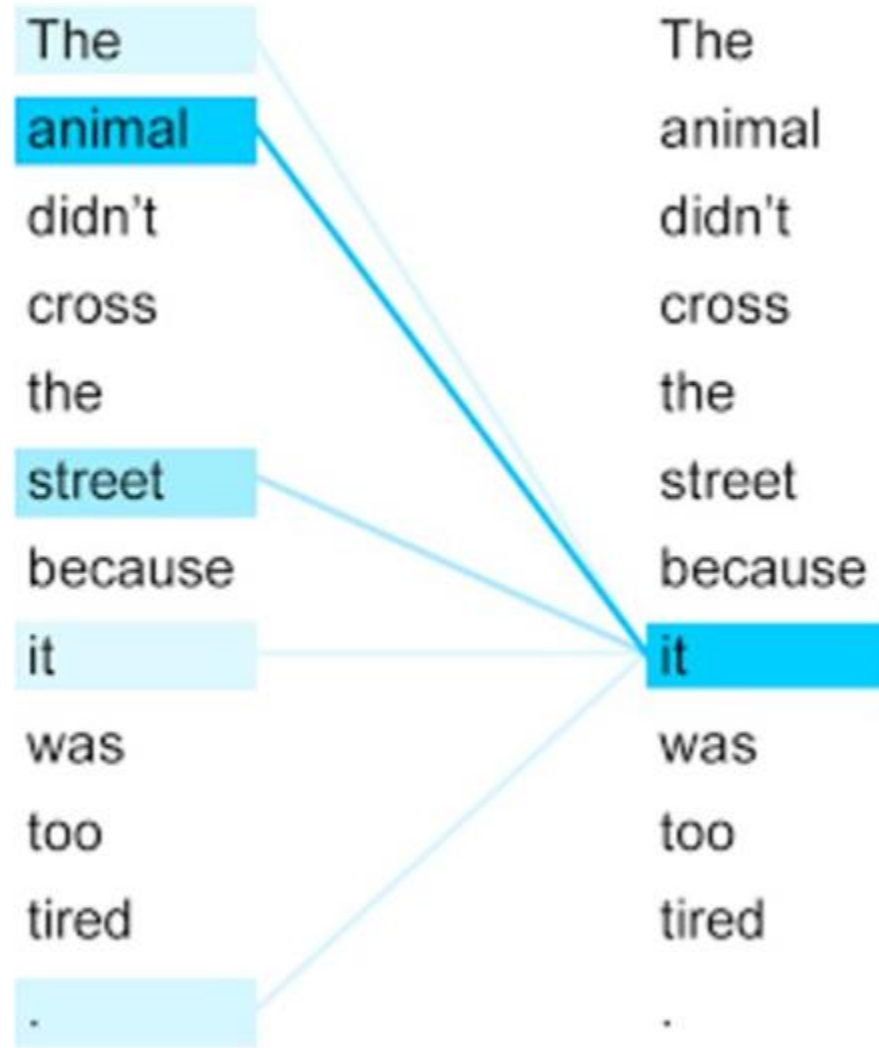 The
animal
didn't
cross
the
street
because
it
was
too
tired
.
The
animal
didn't
cross
the
street
because
it
was
too
tired
.